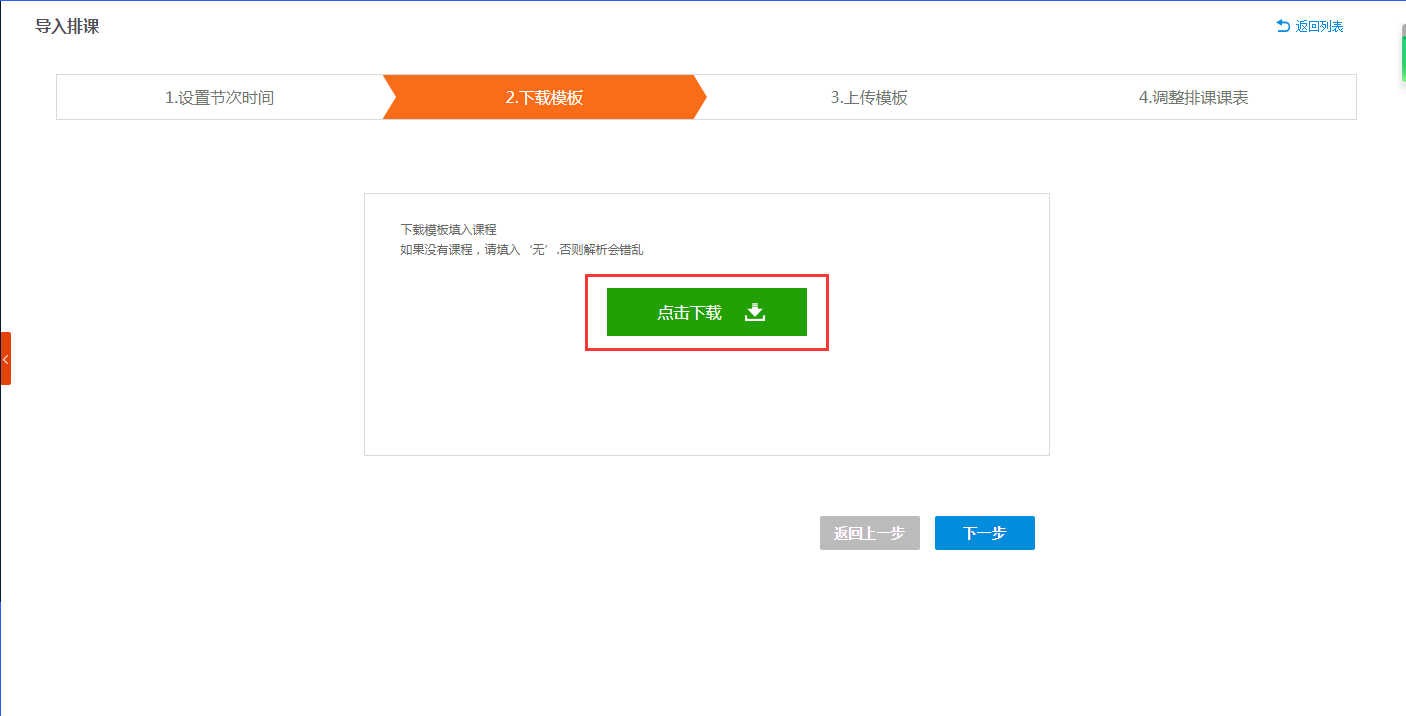 导入排课
返回列表
1.设置节次时间
2.下载模板
3.上传模板
4.调整排课课表
下载模板填入课程
如果没有课程，请填入‘无’.否则解析会错乱
点击下载
返回上一步
下一步